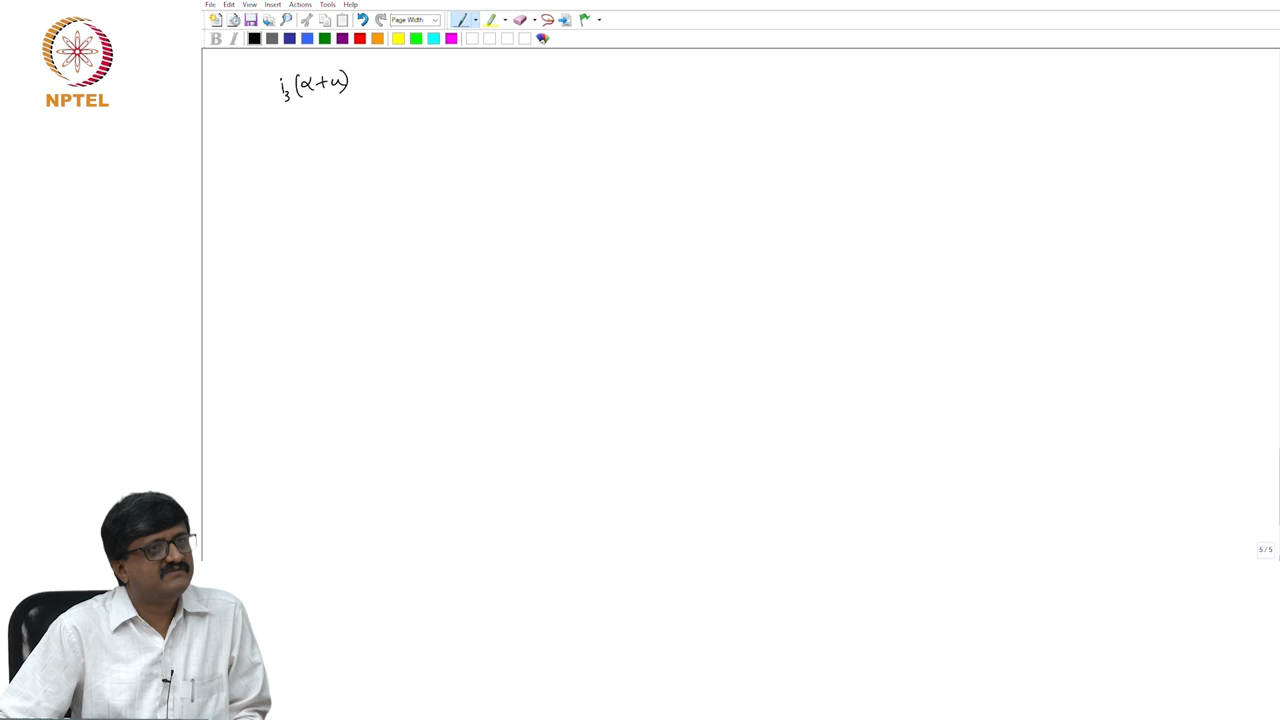 File Edit View Insert Actions Tools Help
Page Width
B I
NPTEL
i₃(α+u)
5 / 5